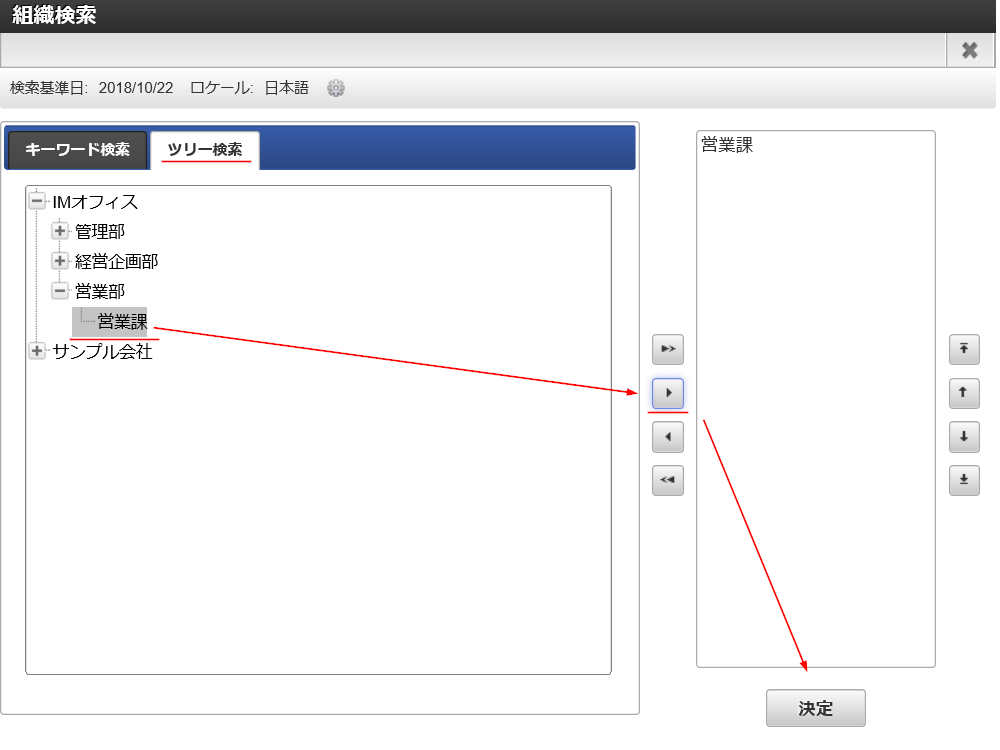 組織検索
検索基準日: 2018/10/22 ロケール: 日本語
キーワード検索 ツリー検索
IMオフィス
管理部
経営企画部
営業部
営業課
サンプル会社
営業課
決定